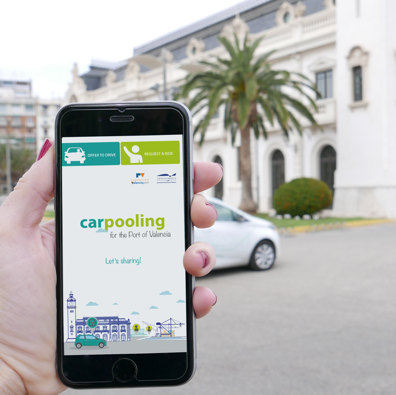 OFFER TO DRIVE
REQUEST A RIDE
carpooling
for the Port of Valencia
Let's sharing!